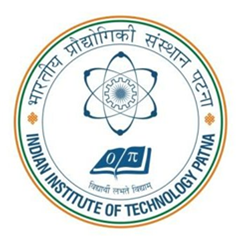 भारतीय प्रौद्योगिकी संस्थान पटना
0 π
विद्यार्थी लभते विद्याम्
INDIAN INSTITUTE OF TECHNOLOGY PATNA